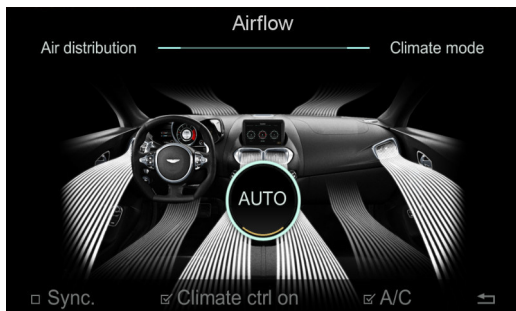 Airflow
Air distribution
Climate mode
AUTO
Sync.
Climate ctrl on
A/C